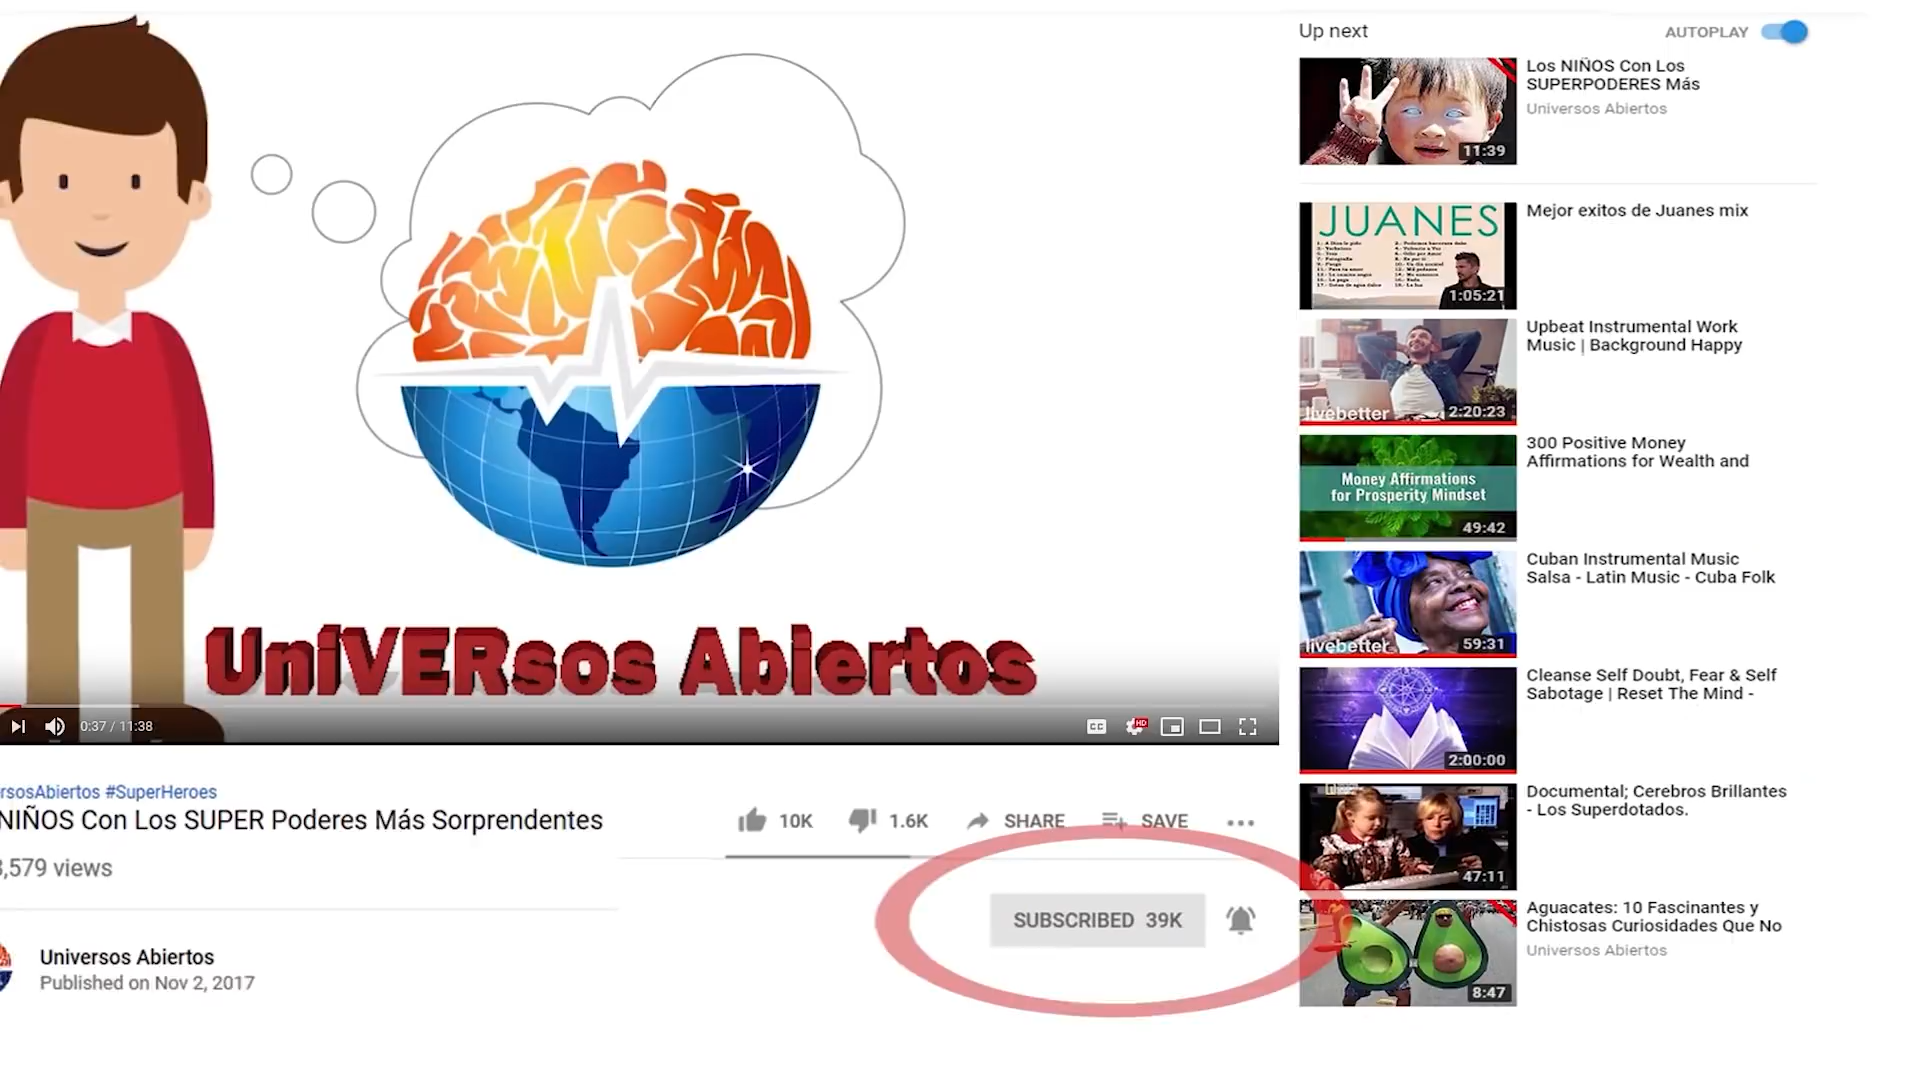 UniVERsos Abiertos
0:37 / 11:38
CC
HD
rsosAbiertos #SuperHeroes
NIÑOS Con Los SUPER Poderes Más Sorprendentes
3,579 views
10K
1.6K
SHARE
SAVE
SUBSCRIBED 39K
Universos Abiertos
Published on Nov 2, 2017
Up next
AUTOPLAY
11:39
Los NIÑOS Con Los
SUPERPODERES Más
Universos Abiertos
JUANES
1:05:21
Mejor exitos de Juanes mix
livebetter
2:20:23
Upbeat Instrumental Work
Music | Background Happy
Money Affirmations
for Prosperity Mindset
49:42
300 Positive Money
Affirmations for Wealth and
livebetter
59:31
Cuban Instrumental Music
Salsa - Latin Music - Cuba Folk
2:00:00
Cleanse Self Doubt, Fear & Self
Sabotage | Reset The Mind -
47:11
Documental; Cerebros Brillantes
- Los Superdotados.
8:47
Aguacates: 10 Fascinantes y
Chistosas Curiosidades Que No
Universos Abiertos